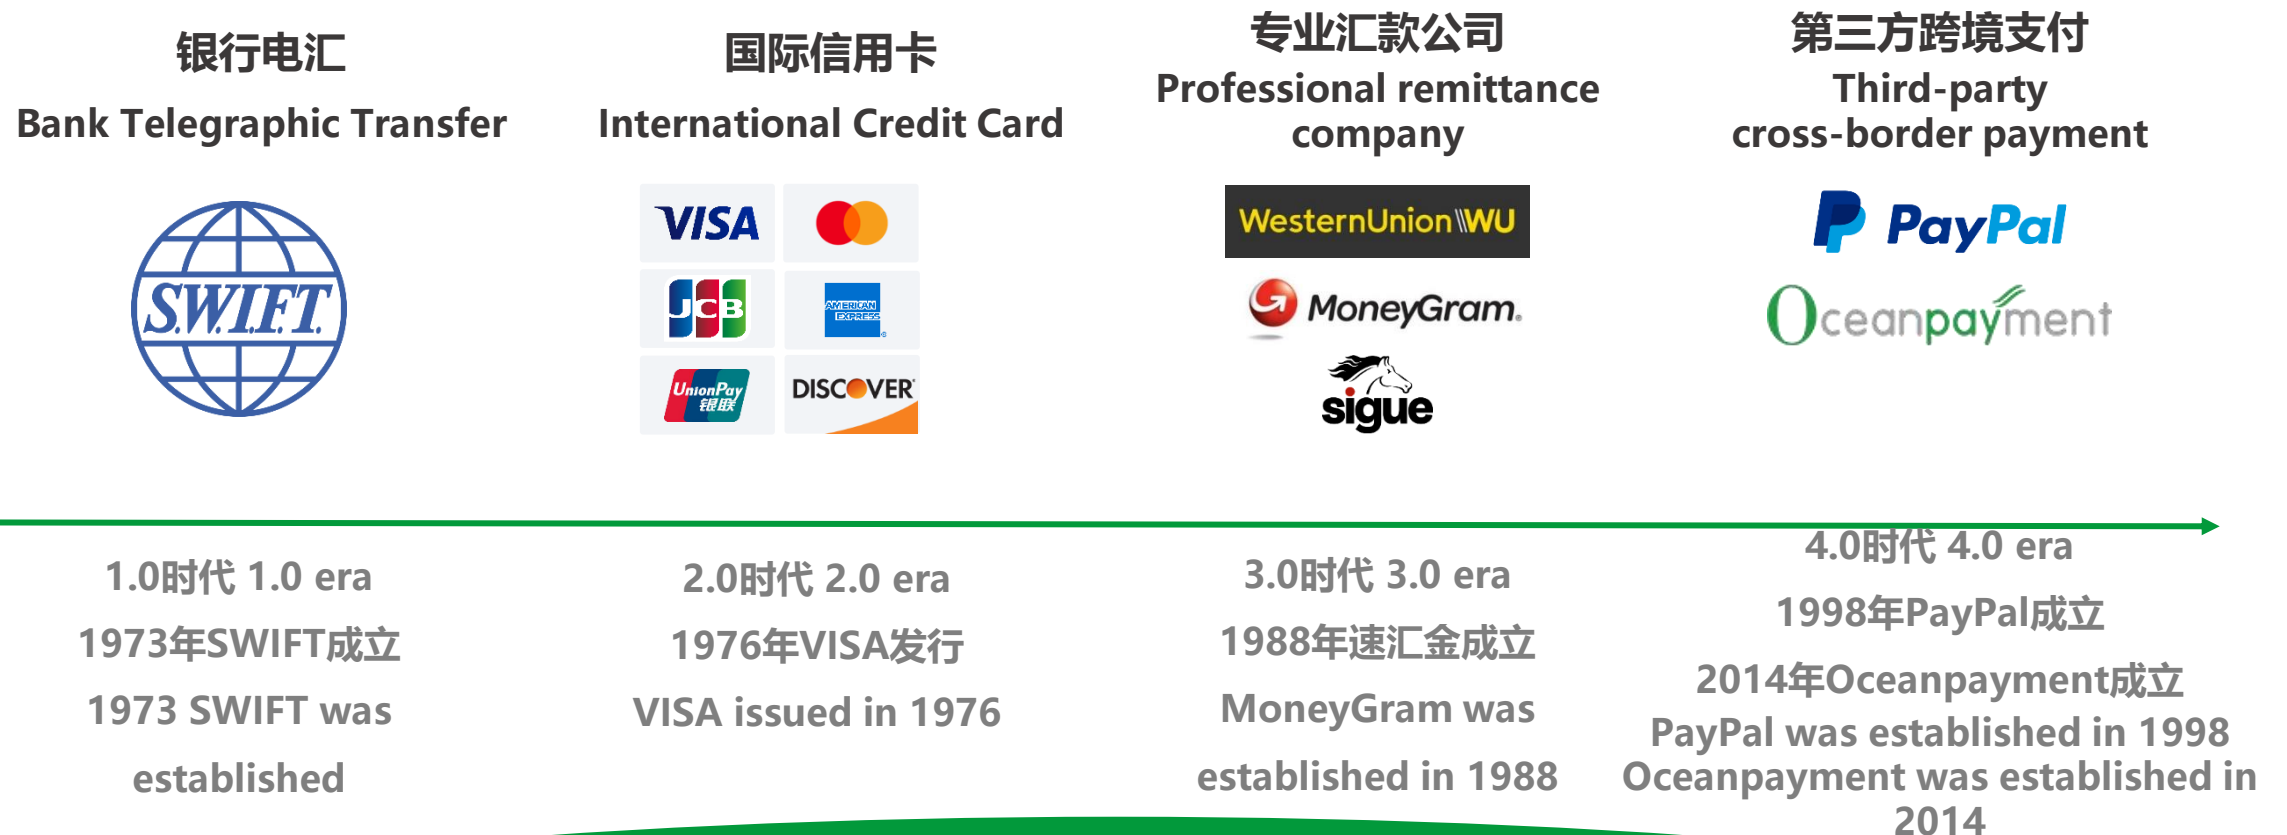 银行电汇
Bank Telegraphic Transfer
S.W.I.F.T.
1.0时代 1.0 era
1973年SWIFT成立
1973 SWIFT was
established
国际信用卡
International Credit Card
VISA
JCB
AMERICAN
EXPRESS
UnionPay
银联
DISCOVER
2.0时代 2.0 era
1976年VISA发行
VISA issued in 1976
专业汇款公司
Professional remittance
company
WesternUnion WU
MoneyGram.
sigue
3.0时代 3.0 era
1988年速汇金成立
MoneyGram was
established in 1988
第三方跨境支付
Third-party
cross-border payment
PayPal
Oceanpayment
4.0时代 4.0 era
1998年PayPal成立
2014年Oceanpayment成立
PayPal was established in 1998
Oceanpayment was established in
2014